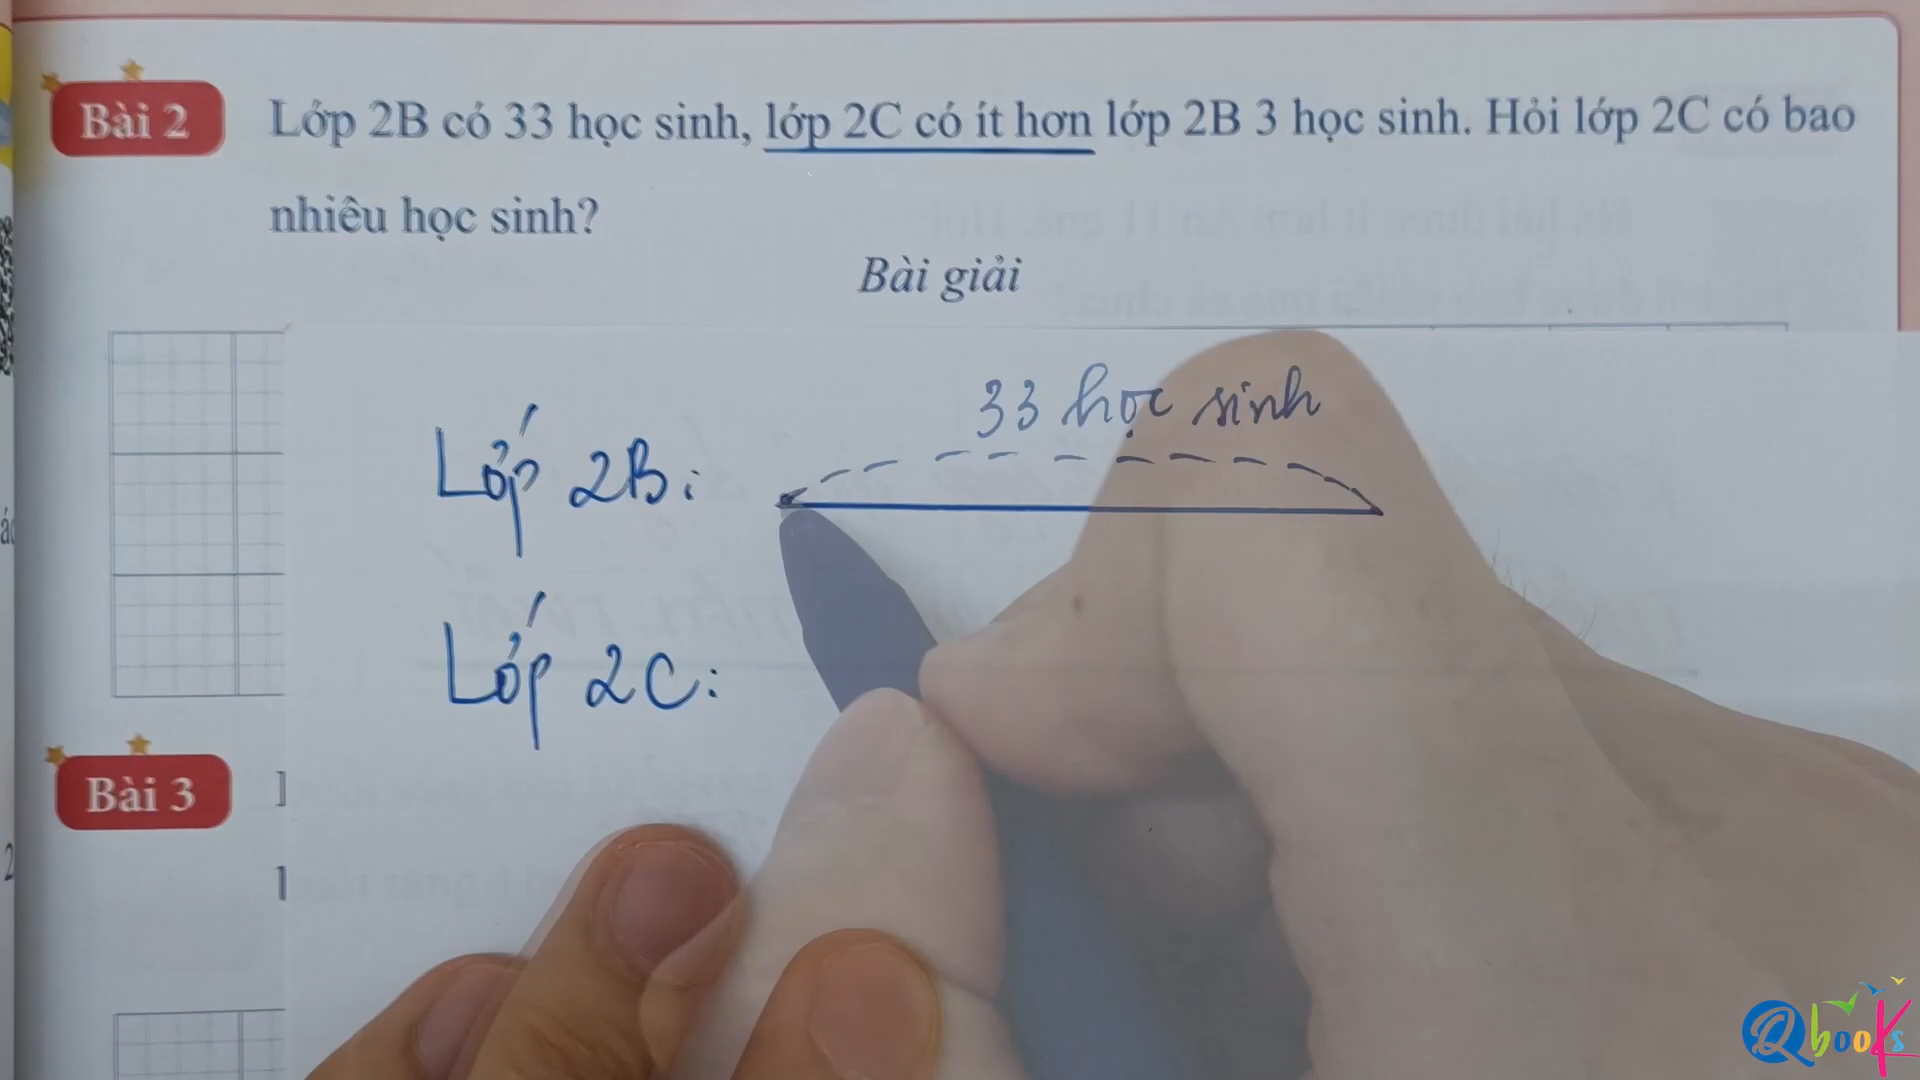 Bài 2 Lớp 2B có 33 học sinh, lớp 2C có ít hơn lớp 2B 3 học sinh. Hỏi lớp 2C có bao
nhiêu học sinh?
Bài giải
33 học sinh
Lớp 2B:
Lớp 2C:
Bài 3
Qbooks